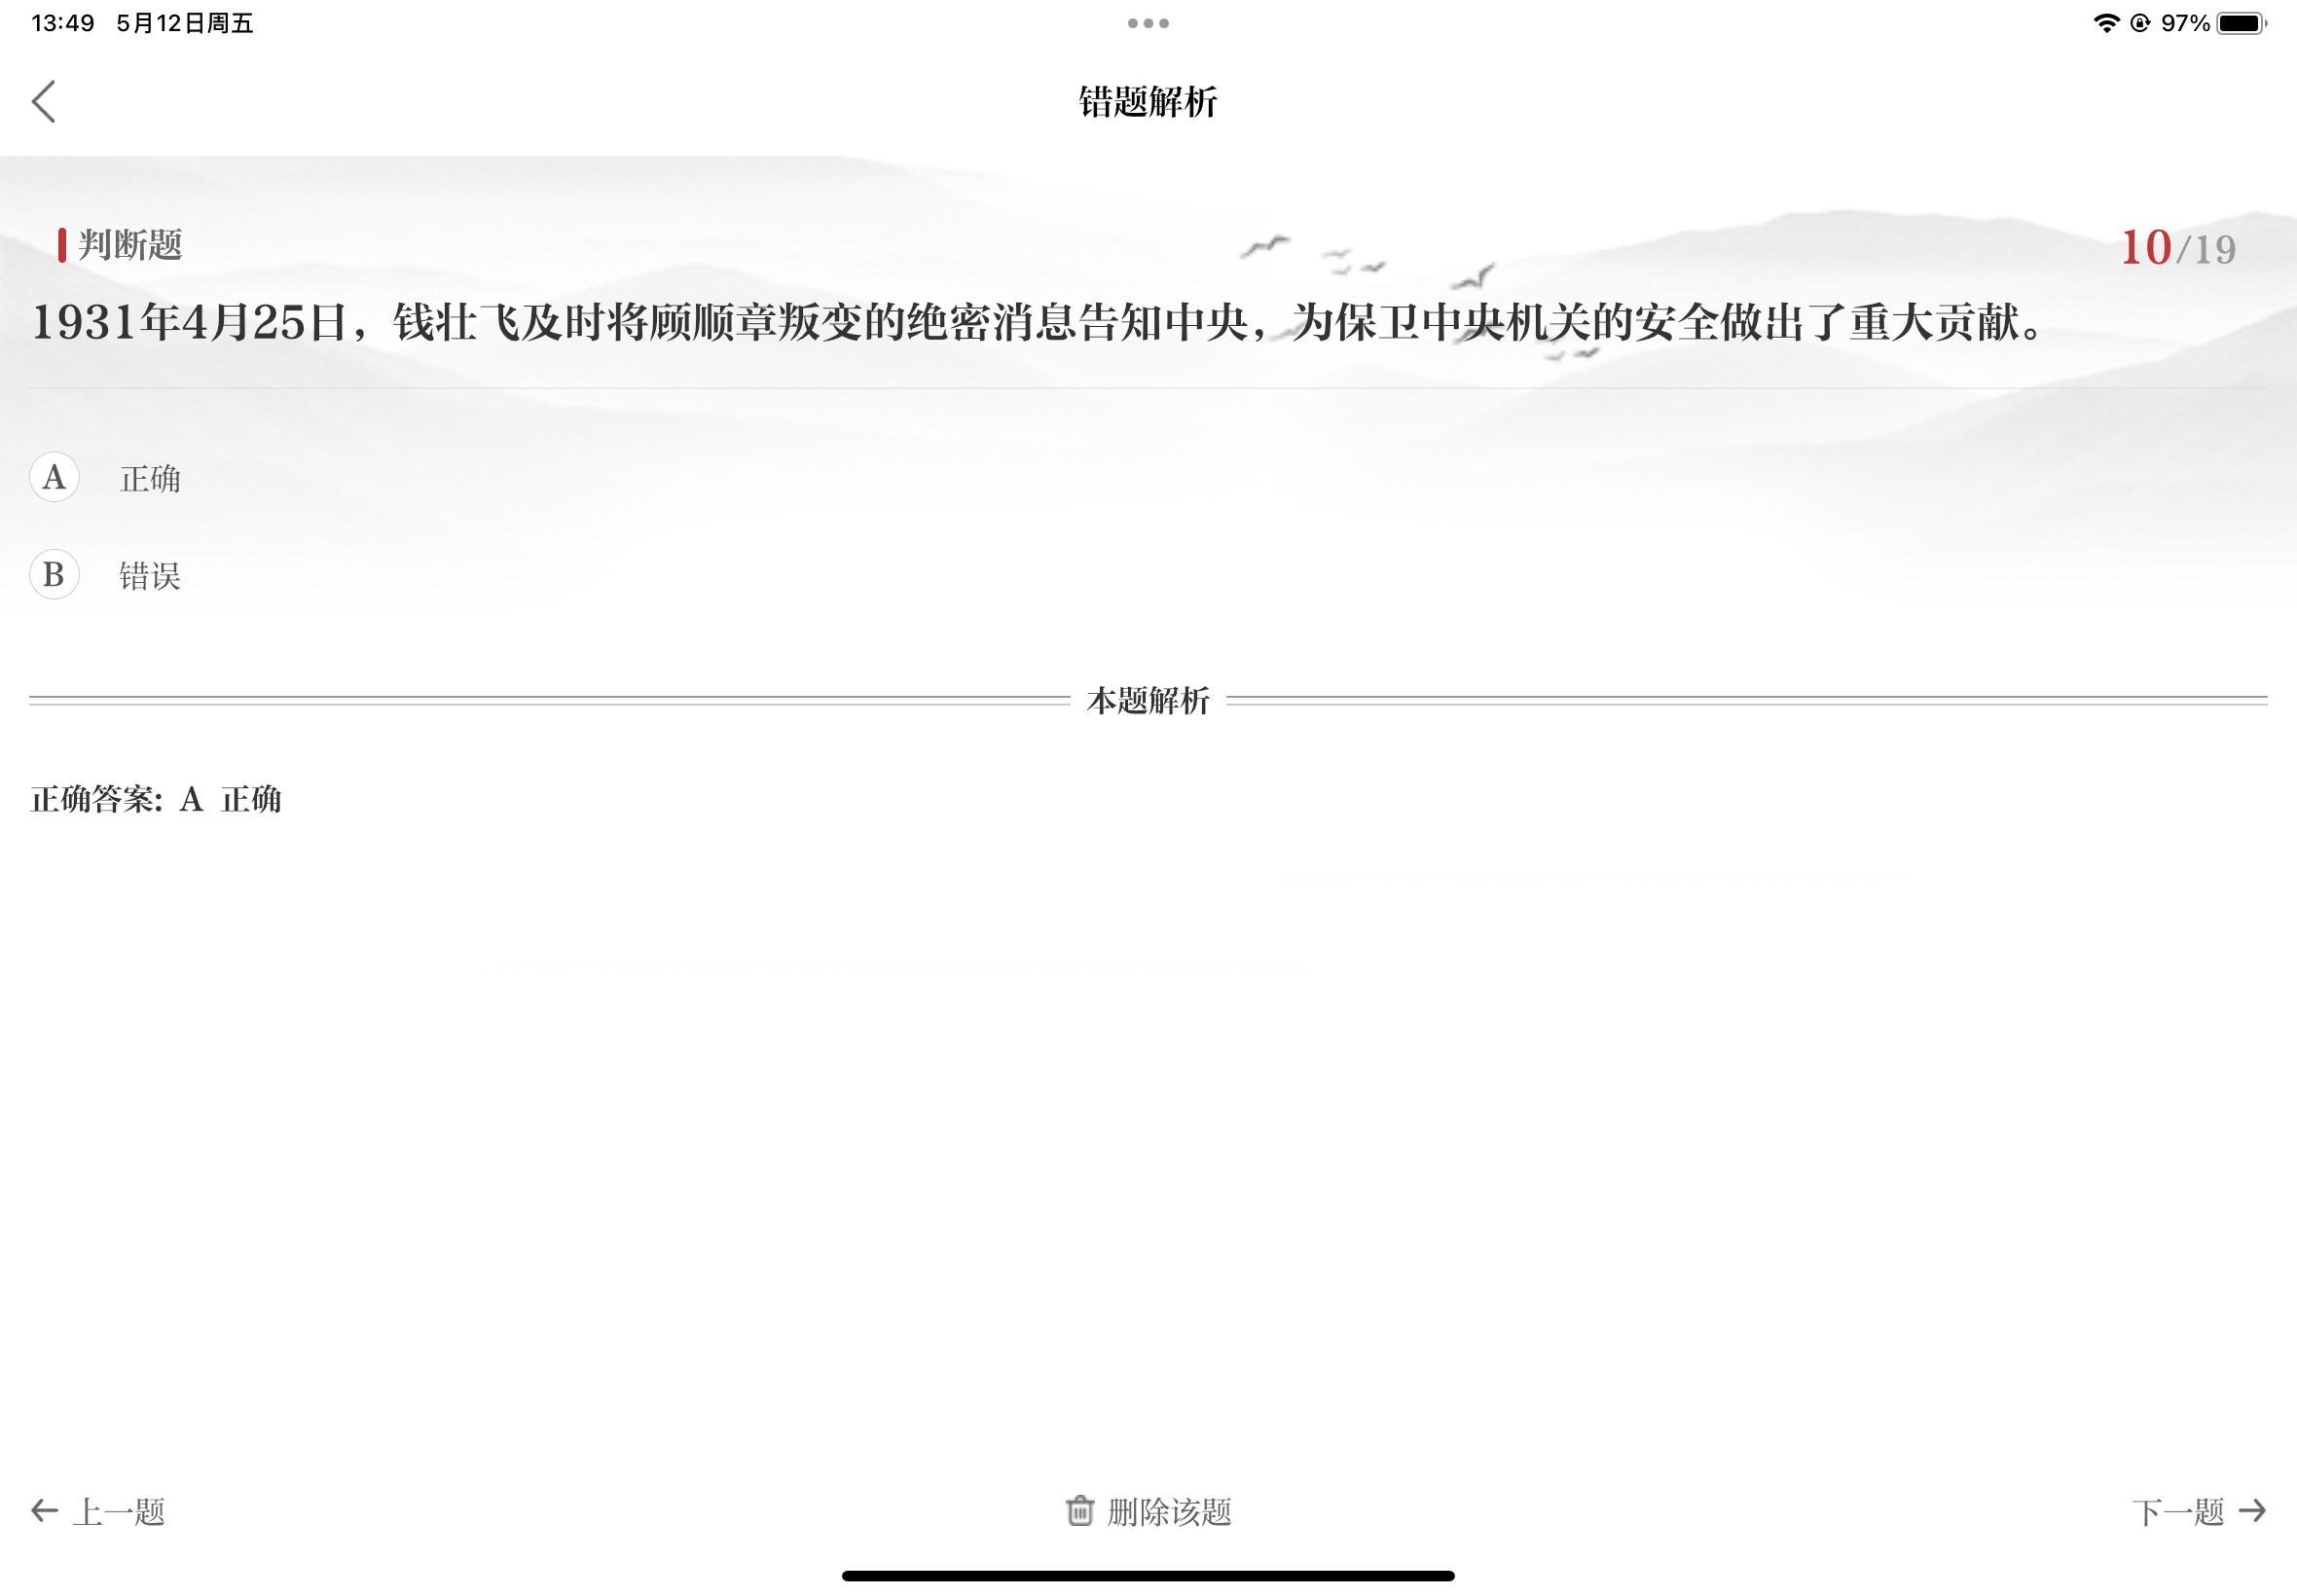 13:49 5月12日周五
97%
错题解析
判断题
10/19
1931年4月25日，钱壮飞及时将顾顺章叛变的绝密消息告知中央，为保卫中央机关的安全做出了重大贡献。
A 正确
B 错误
本题解析
正确答案: A 正确
上一题
删除该题
下一题